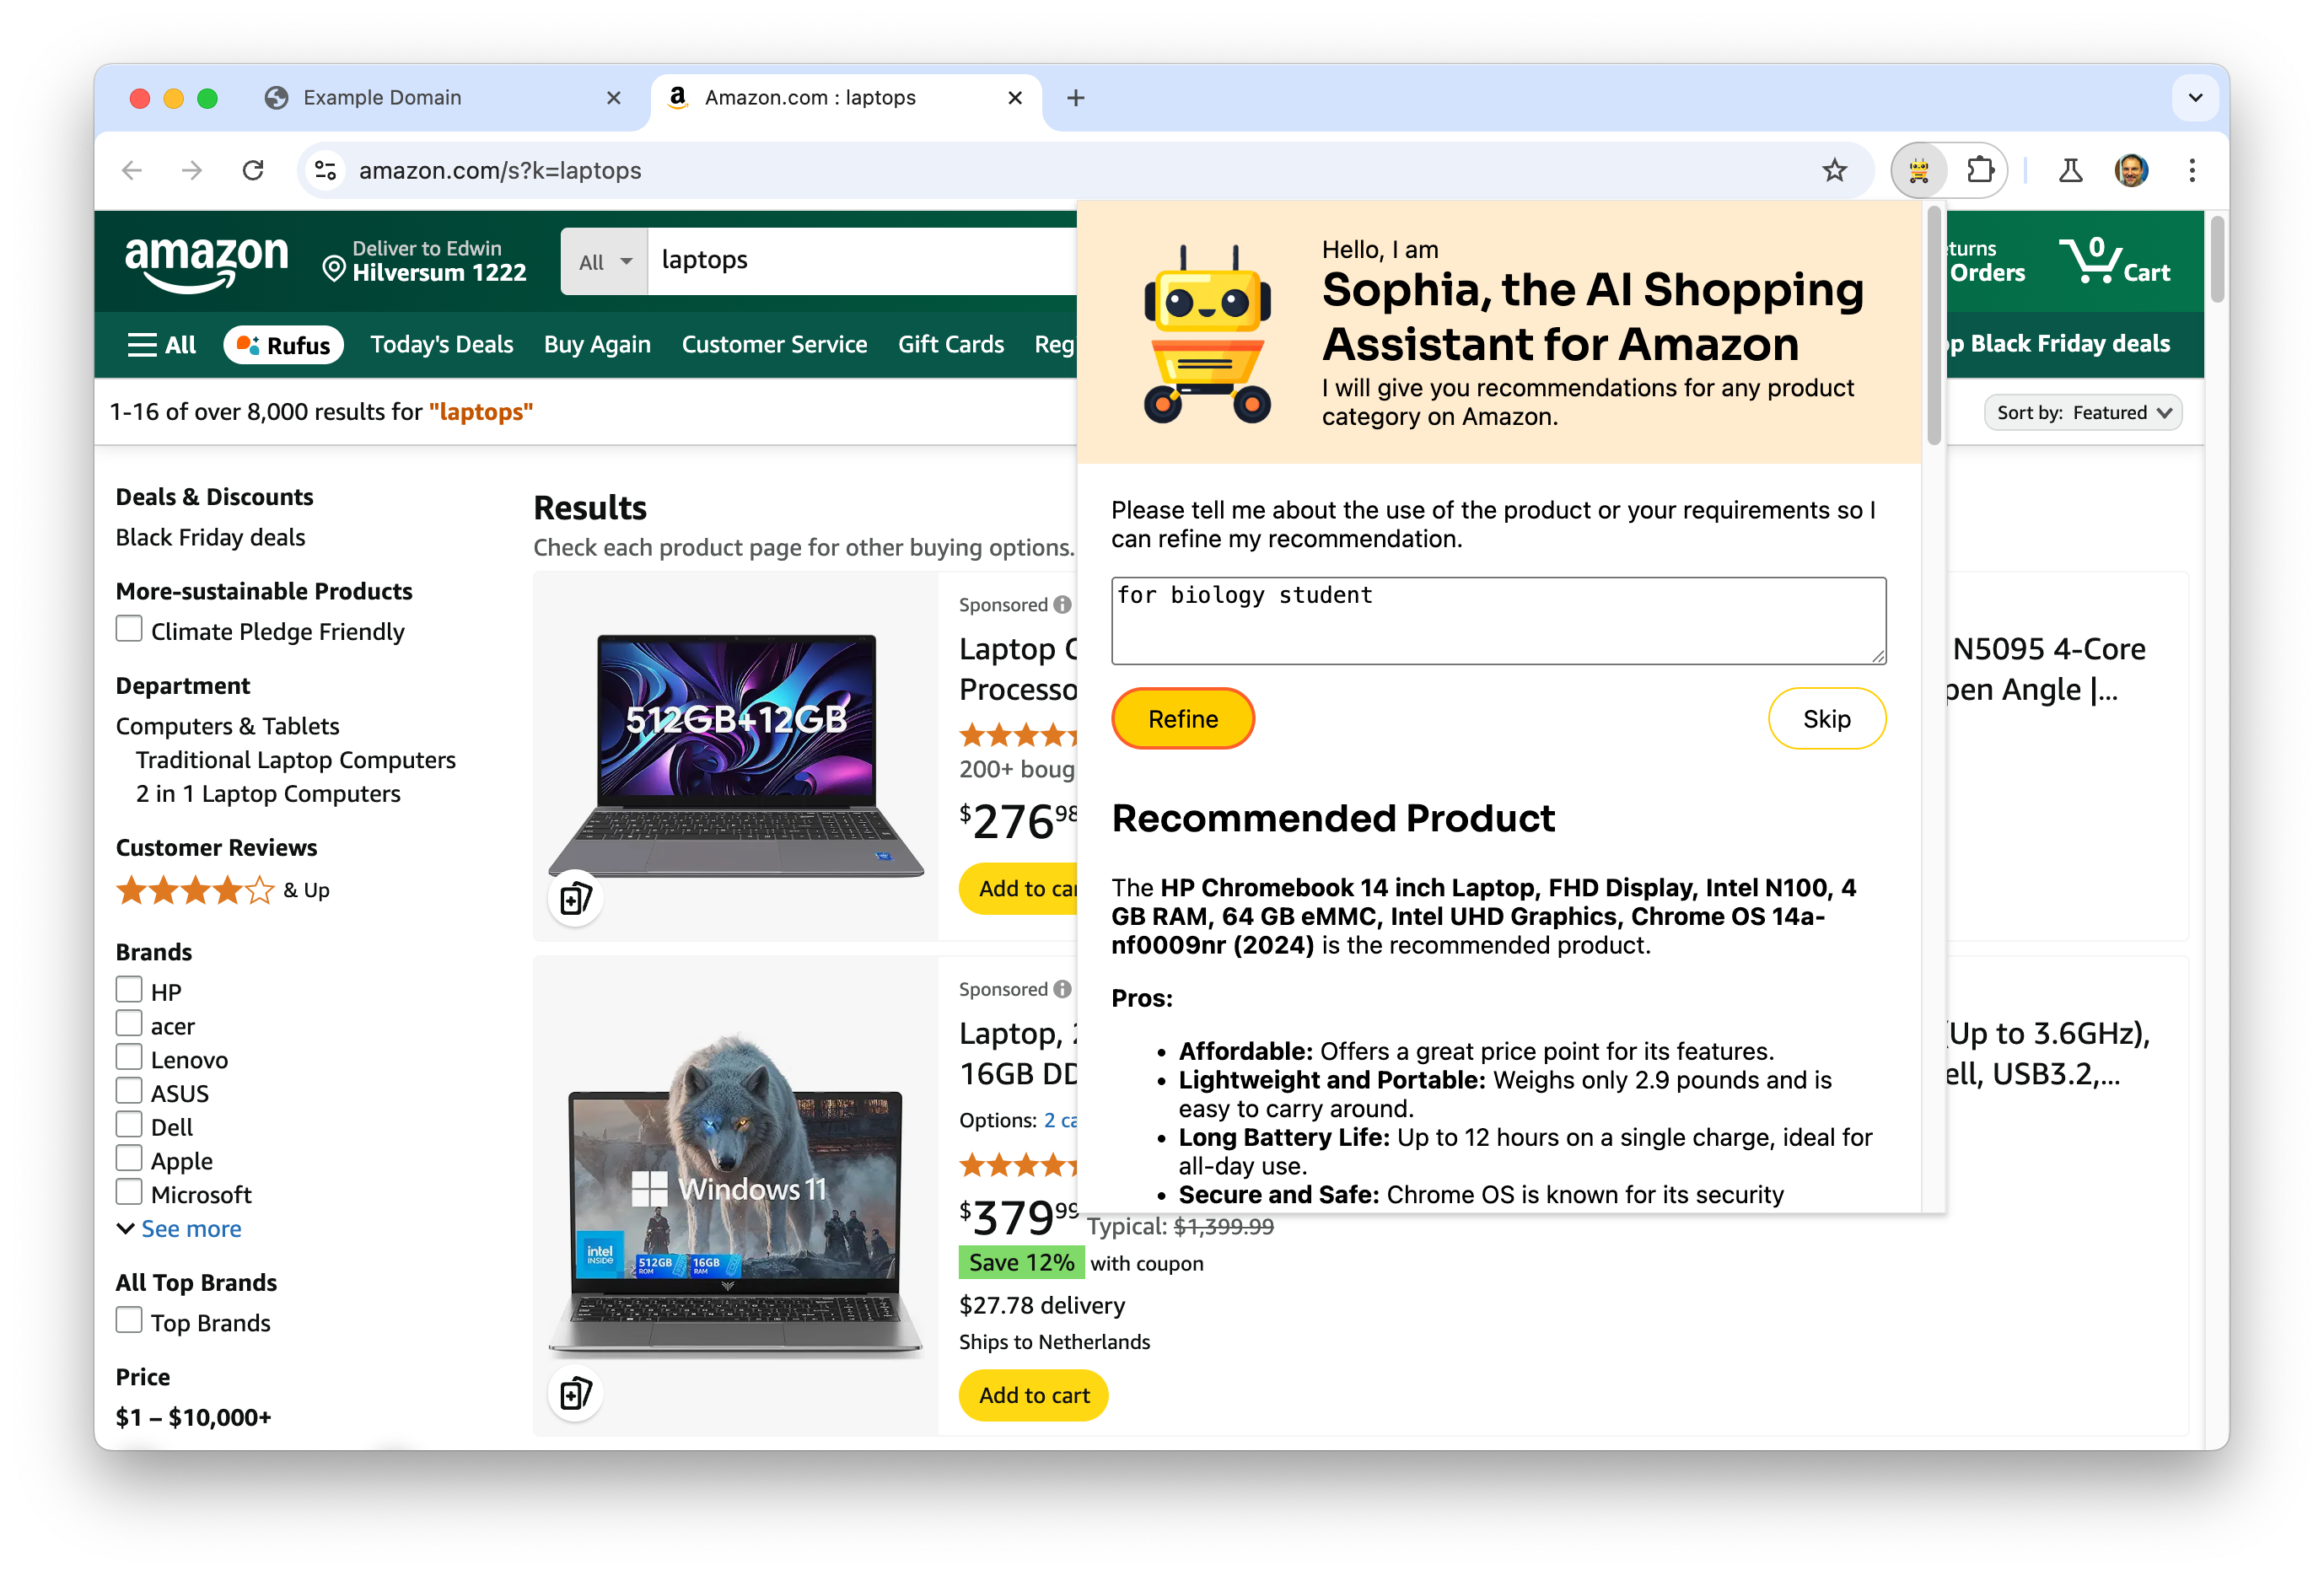 Example Domain
Amazon.com : laptops
amazon.com/s?k=laptops
amazon
Deliver to Edwin
Hilversum 1222
All
laptops
turns
Orders
0
Cart
All
Rufus
Today's Deals
Buy Again
Customer Service
Gift Cards
Reg
op Black Friday deals
1-16 of over 8,000 results for "laptops"
Sort by: Featured
Deals & Discounts
Black Friday deals
More-sustainable Products
Climate Pledge Friendly
Department
Computers & Tablets
Traditional Laptop Computers
2 in 1 Laptop Computers
Customer Reviews
& Up
Brands
HP
acer
Lenovo
ASUS
Dell
Apple
Microsoft
See more
All Top Brands
Top Brands
Price
$1 – $10,000+
Results
Check each product page for other buying options.
512GB+12GB
Sponsored
Laptop C
Processo
200+ boug
$276 98
Add to car
N5095 4-Core
pen Angle |...
Windows 11
intel
INSIDE
512GB
ROM
16GB
RAM
Sponsored
Laptop, 2
16GB DD
Options: 2 ca
$379 99
Typical: $1,399.99
Save 12% with coupon
$27.78 delivery
Ships to Netherlands
Add to cart
(Up to 3.6GHz),
ell, USB3.2,...
Hello, I am
Sophia, the AI Shopping
Assistant for Amazon
I will give you recommendations for any product
category on Amazon.
Please tell me about the use of the product or your requirements so I
can refine my recommendation.
for biology student
Refine
Skip
Recommended Product
The HP Chromebook 14 inch Laptop, FHD Display, Intel N100, 4
GB RAM, 64 GB eMMC, Intel UHD Graphics, Chrome OS 14a-
nf0009nr (2024) is the recommended product.
Pros:
• Affordable: Offers a great price point for its features.
• Lightweight and Portable: Weighs only 2.9 pounds and is
easy to carry around.
• Long Battery Life: Up to 12 hours on a single charge, ideal for
all-day use.
• Secure and Safe: Chrome OS is known for its security